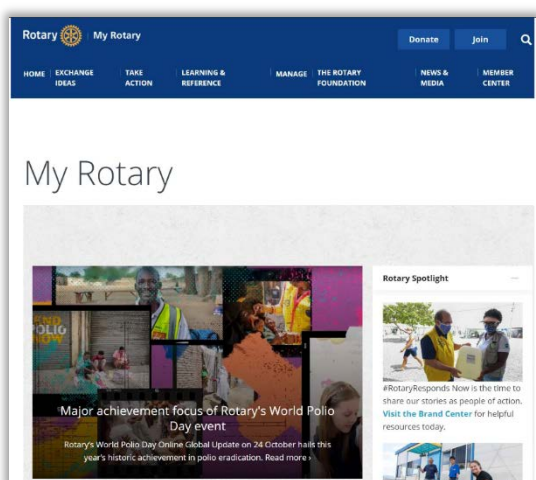 Rotary My Rotary
Donate
Join
HOME
EXCHANGE
IDEAS
TAKE
ACTION
LEARNING &
REFERENCE
MANAGE
THE ROTARY
FOUNDATION
NEWS &
MEDIA
MEMBER
CENTER
My Rotary
END
POLIO
NOW
Major achievement focus of Rotary's World Polio
Day event
Rotary's World Polio Day Online Global Update on 24 October hails this
year's historic achievement in polio eradication. Read more ›
Rotary Spotlight
#RotaryResponds Now is the time to
share our stories as people of action.
Visit the Brand Center for helpful
resources today.